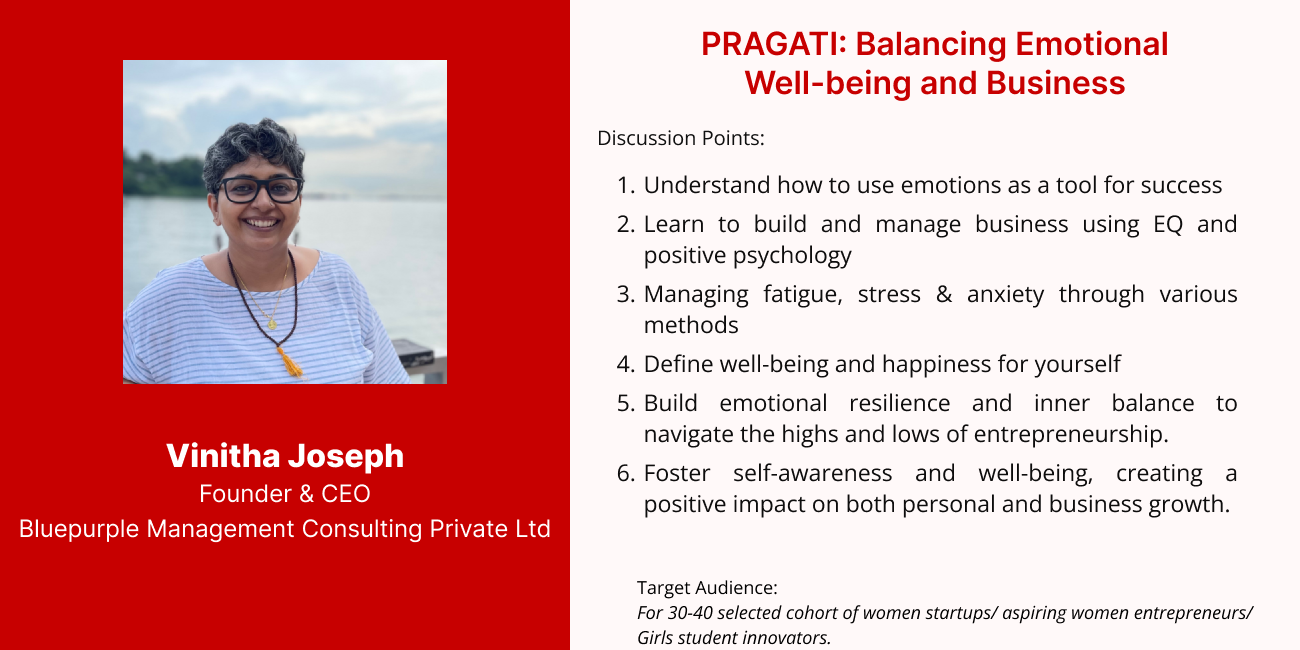 Vinitha Joseph
Founder & CEO
Bluepurple Management Consulting Private Ltd
PRAGATI: Balancing Emotional
Well-being and Business
Discussion Points:
1. Understand how to use emotions as a tool for success
2. Learn to build and manage business using EQ and
positive psychology
3. Managing fatigue, stress & anxiety through various
methods
4. Define well-being and happiness for yourself
5. Build emotional resilience and inner balance to
navigate the highs and lows of entrepreneurship.
6. Foster self-awareness and well-being, creating a
positive impact on both personal and business growth.
Target Audience:
For 30-40 selected cohort of women startups/ aspiring women entrepreneurs/
Girls student innovators.